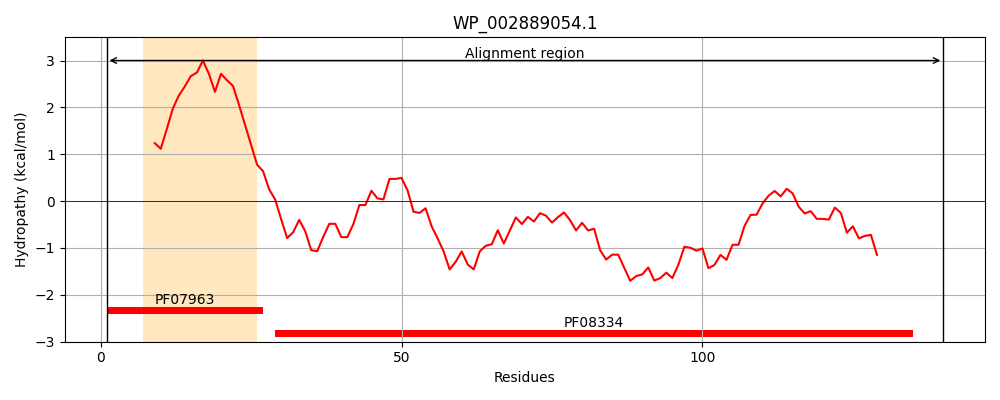 WP_002889054.1
Alignment region
Hydropathy (kcal/mol)
3
2
1
0
−1
−2
−3
PF07963
PF08334
0 50 100
Residues